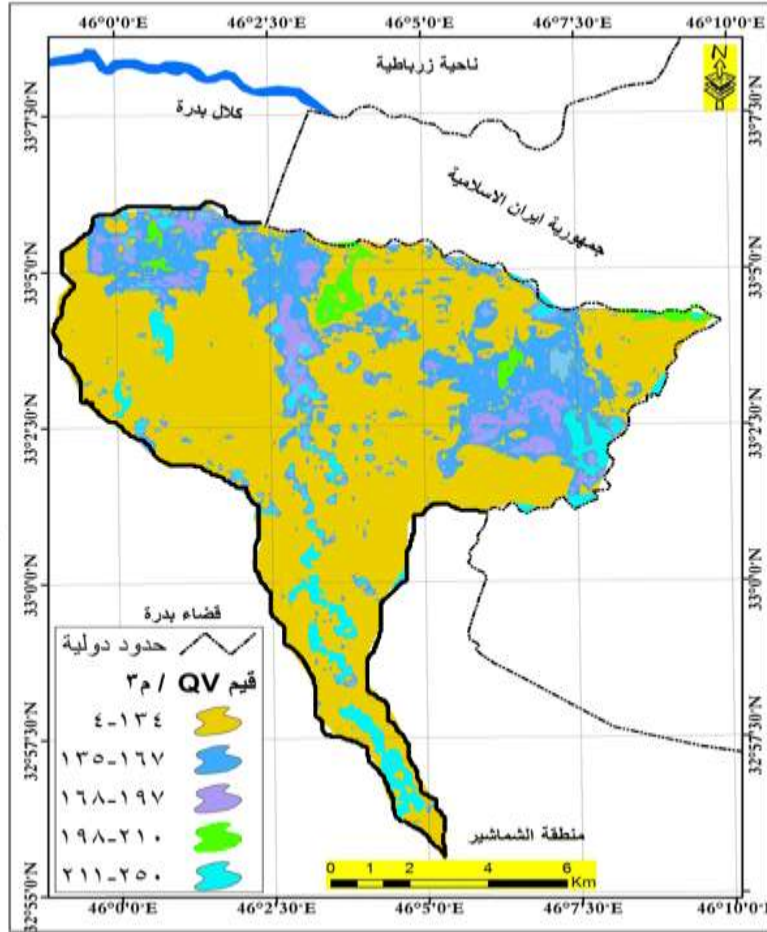 46°0'0"E 46°2'30"E 46°5'0"E 46°7'30"E 46°10'0"E
ناحية زرباطية
N
كلال بدرة
33°7'30"N 33°7'30"N
جمهورية ايران الاسلامية
33°5'0"N 33°5'0"N
33°2'30"N 33°2'30"N
33°0'0"N 33°0'0"N
قضاء بدرة
حدود دولية
قيم QV / م٣
٤-١٣٤
١٣٥-١٦٧
32°57'30"N 32°57'30"N
١٦٨-١٩٧
١٩٨-٢١٠
منطقة الشماشير
٢١١-٢٥٠
0 1 2 4 6
Km
32°55'0"N 32°55'0"N
46°0'0"E 46°2'30"E 46°5'0"E 46°7'30"E 46°10'0"E